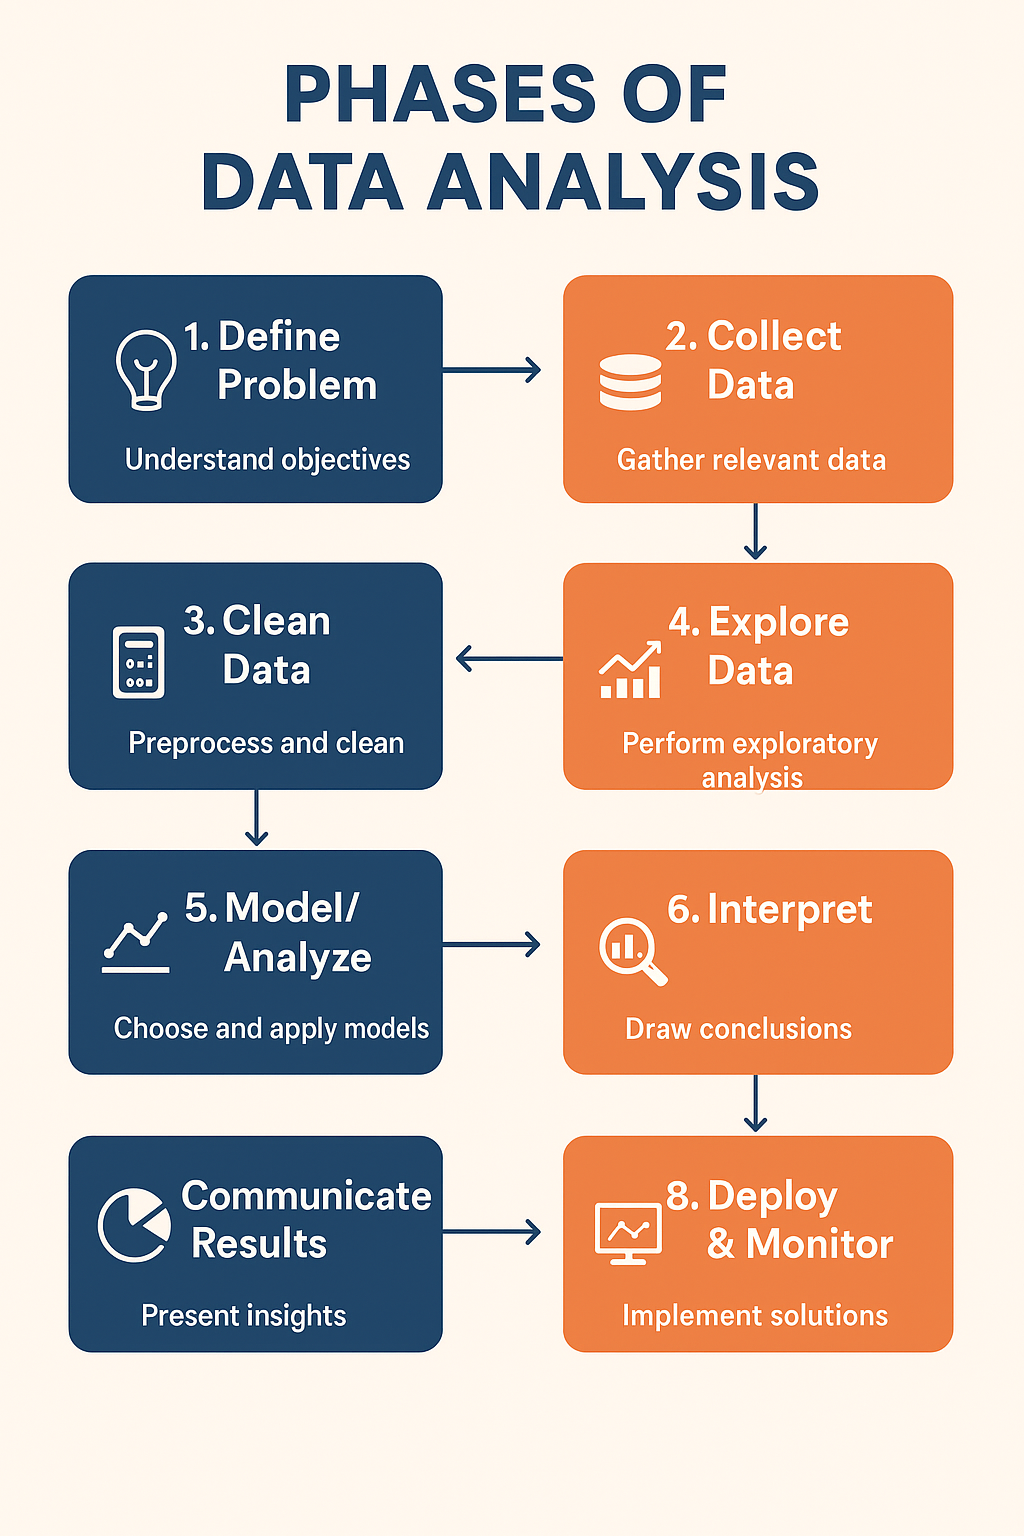 PHASES OF
DATA ANALYSIS
1. Define
Problem
Understand objectives
2. Collect
Data
Gather relevant data
3. Clean
Data
Preprocess and clean
4. Explore
Data
Perform exploratory
analysis
5. Model/
Analyze
Choose and apply models
6. Interpret
Draw conclusions
Communicate
Results
Present insights
8. Deploy
& Monitor
Implement solutions